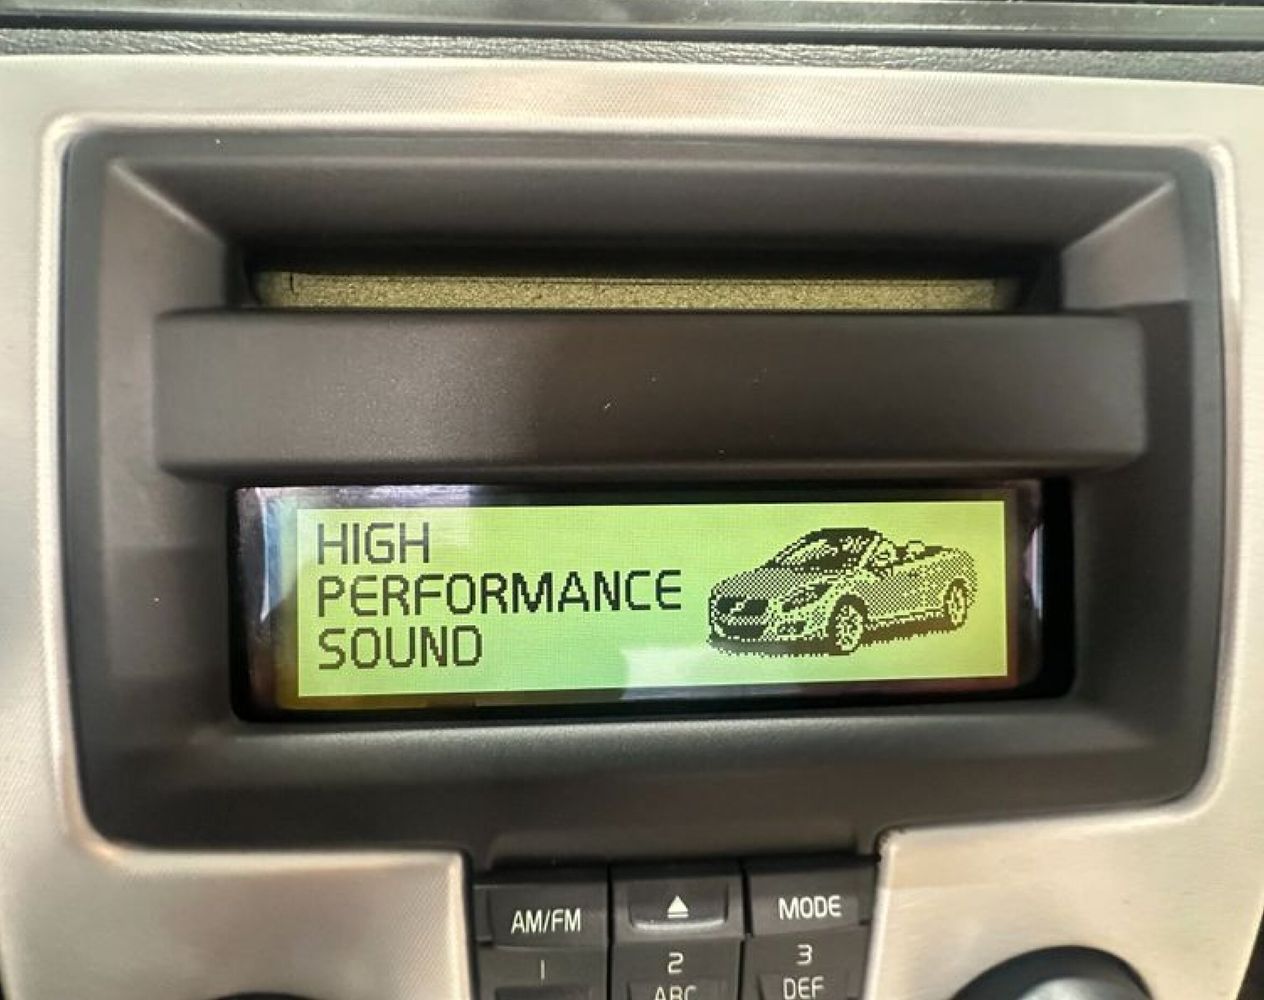 HIGH
PERFORMANCE
SOUND
AM/FM
MODE
1
2
3
ABC
DEF